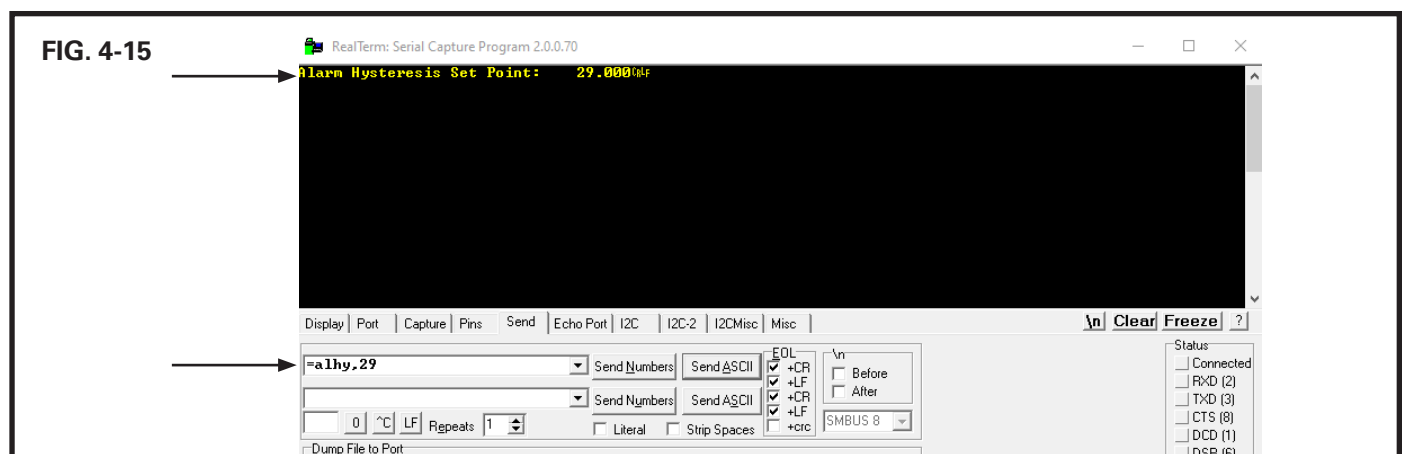 FIG. 4-15
RealTerm: Serial Capture Program 2.0.0.70
Alarm Hysteresis Set Point: 29.000CRLF
Display Port Capture Pins Send Echo Port I2C I2C-2 I2CMisc Misc \n Clear Freeze ?
=alhy,29
Send Numbers Send ASCII
EOL
+CR
+LF
\n
Before
After
Send Numbers Send ASCII
+CR
+LF
+crc
0 ^C LF Repeats 1
Literal Strip Spaces
SMBUS 8
Dump File to Port
Status
Connected
RXD (2)
TXD (3)
CTS (8)
DCD (1)
DSR (6)